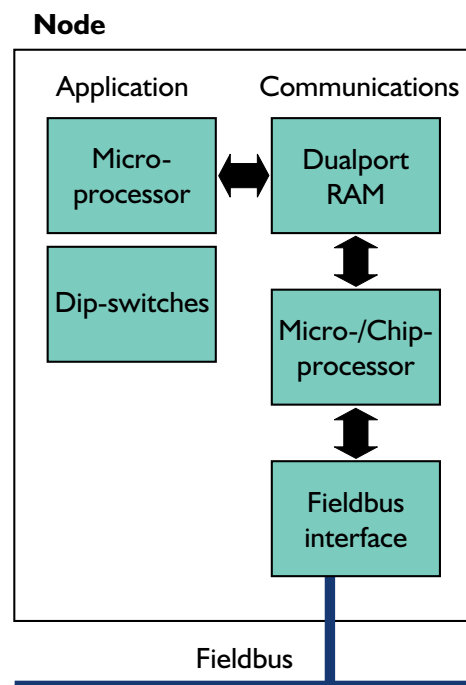 Node
Application
Communications
Micro-
processor
Dualport
RAM
Dip-switches
Micro-/Chip-
processor
Fieldbus
interface
Fieldbus